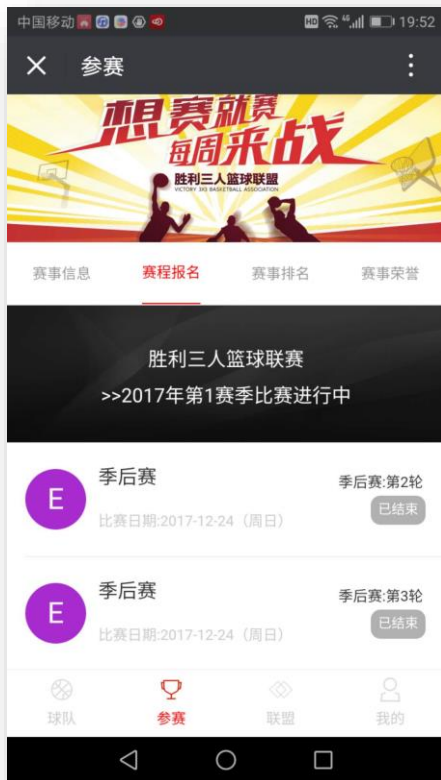 中国移动
HD 46 19:52
参赛
想赛就赛
每周来战
胜利三人篮球联盟
VICTORY 3X3 BASKETBALL ASSOCIATION
赛事信息 赛程报名 赛事排名 赛事荣誉
胜利三人篮球联赛
>>2017年第1赛季比赛进行中
E
季后赛
季后赛:第2轮
比赛日期:2017-12-24（周日）
已结束
E
季后赛
季后赛:第3轮
比赛日期:2017-12-24（周日）
已结束
球队 参赛 联盟 我的